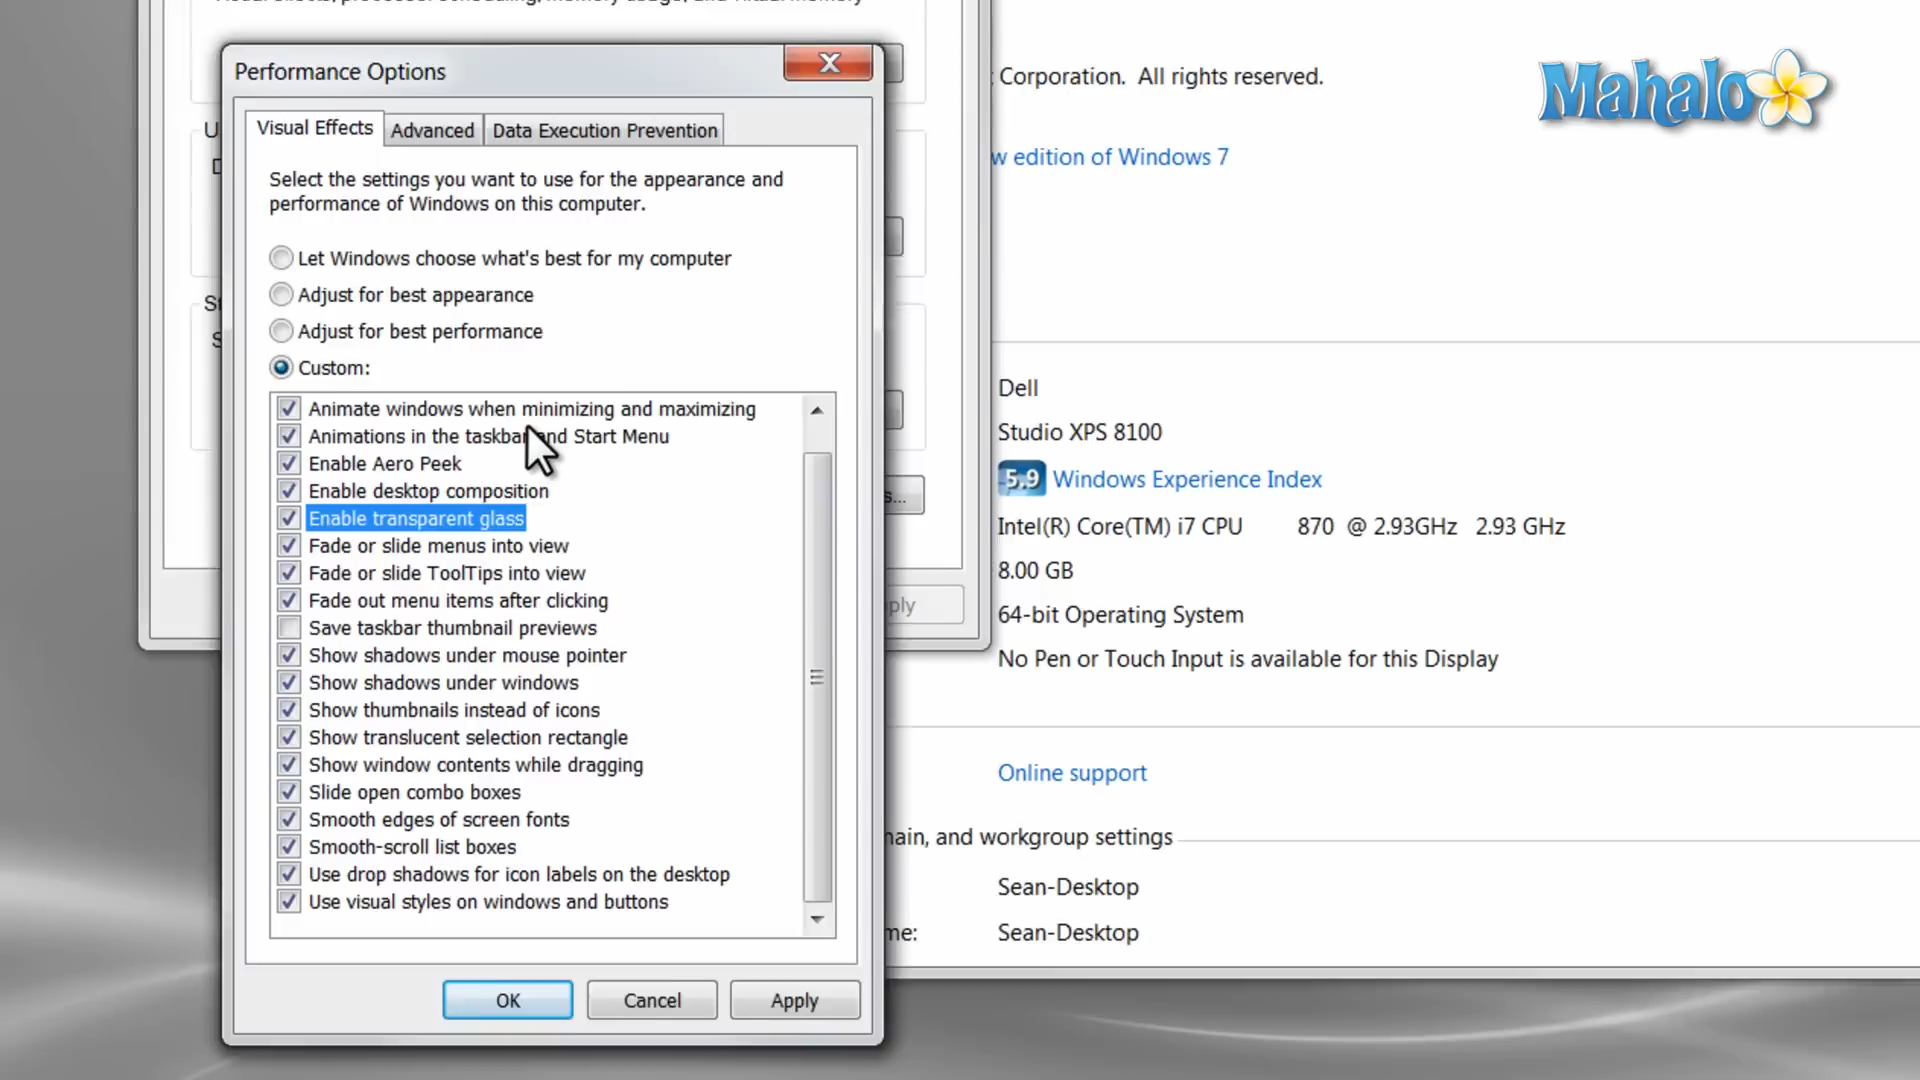 Performance Options
Corporation.  All rights reserved.
Mahalo
Visual Effects
Advanced
Data Execution Prevention
edition of Windows 7
Select the settings you want to use for the appearance and
performance of Windows on this computer.
Let Windows choose what's best for my computer
Adjust for best appearance
Adjust for best performance
Custom:
Animate windows when minimizing and maximizing
Animations in the taskbar and Start Menu
Enable Aero Peek
Enable desktop composition
Enable transparent glass
Fade or slide menus into view
Fade or slide ToolTips into view
Fade out menu items after clicking
Save taskbar thumbnail previews
Show shadows under mouse pointer
Show shadows under windows
Show thumbnails instead of icons
Show translucent selection rectangle
Show window contents while dragging
Slide open combo boxes
Smooth edges of screen fonts
Smooth-scroll list boxes
Use drop shadows for icon labels on the desktop
Use visual styles on windows and buttons
OK
Cancel
Apply
Dell
Studio XPS 8100
5.9 Windows Experience Index
Intel(R) Core(TM) i7 CPU 870 @ 2.93GHz 2.93 GHz
8.00 GB
64-bit Operating System
No Pen or Touch Input is available for this Display
Online support
and workgroup settings
Sean-Desktop
Sean-Desktop